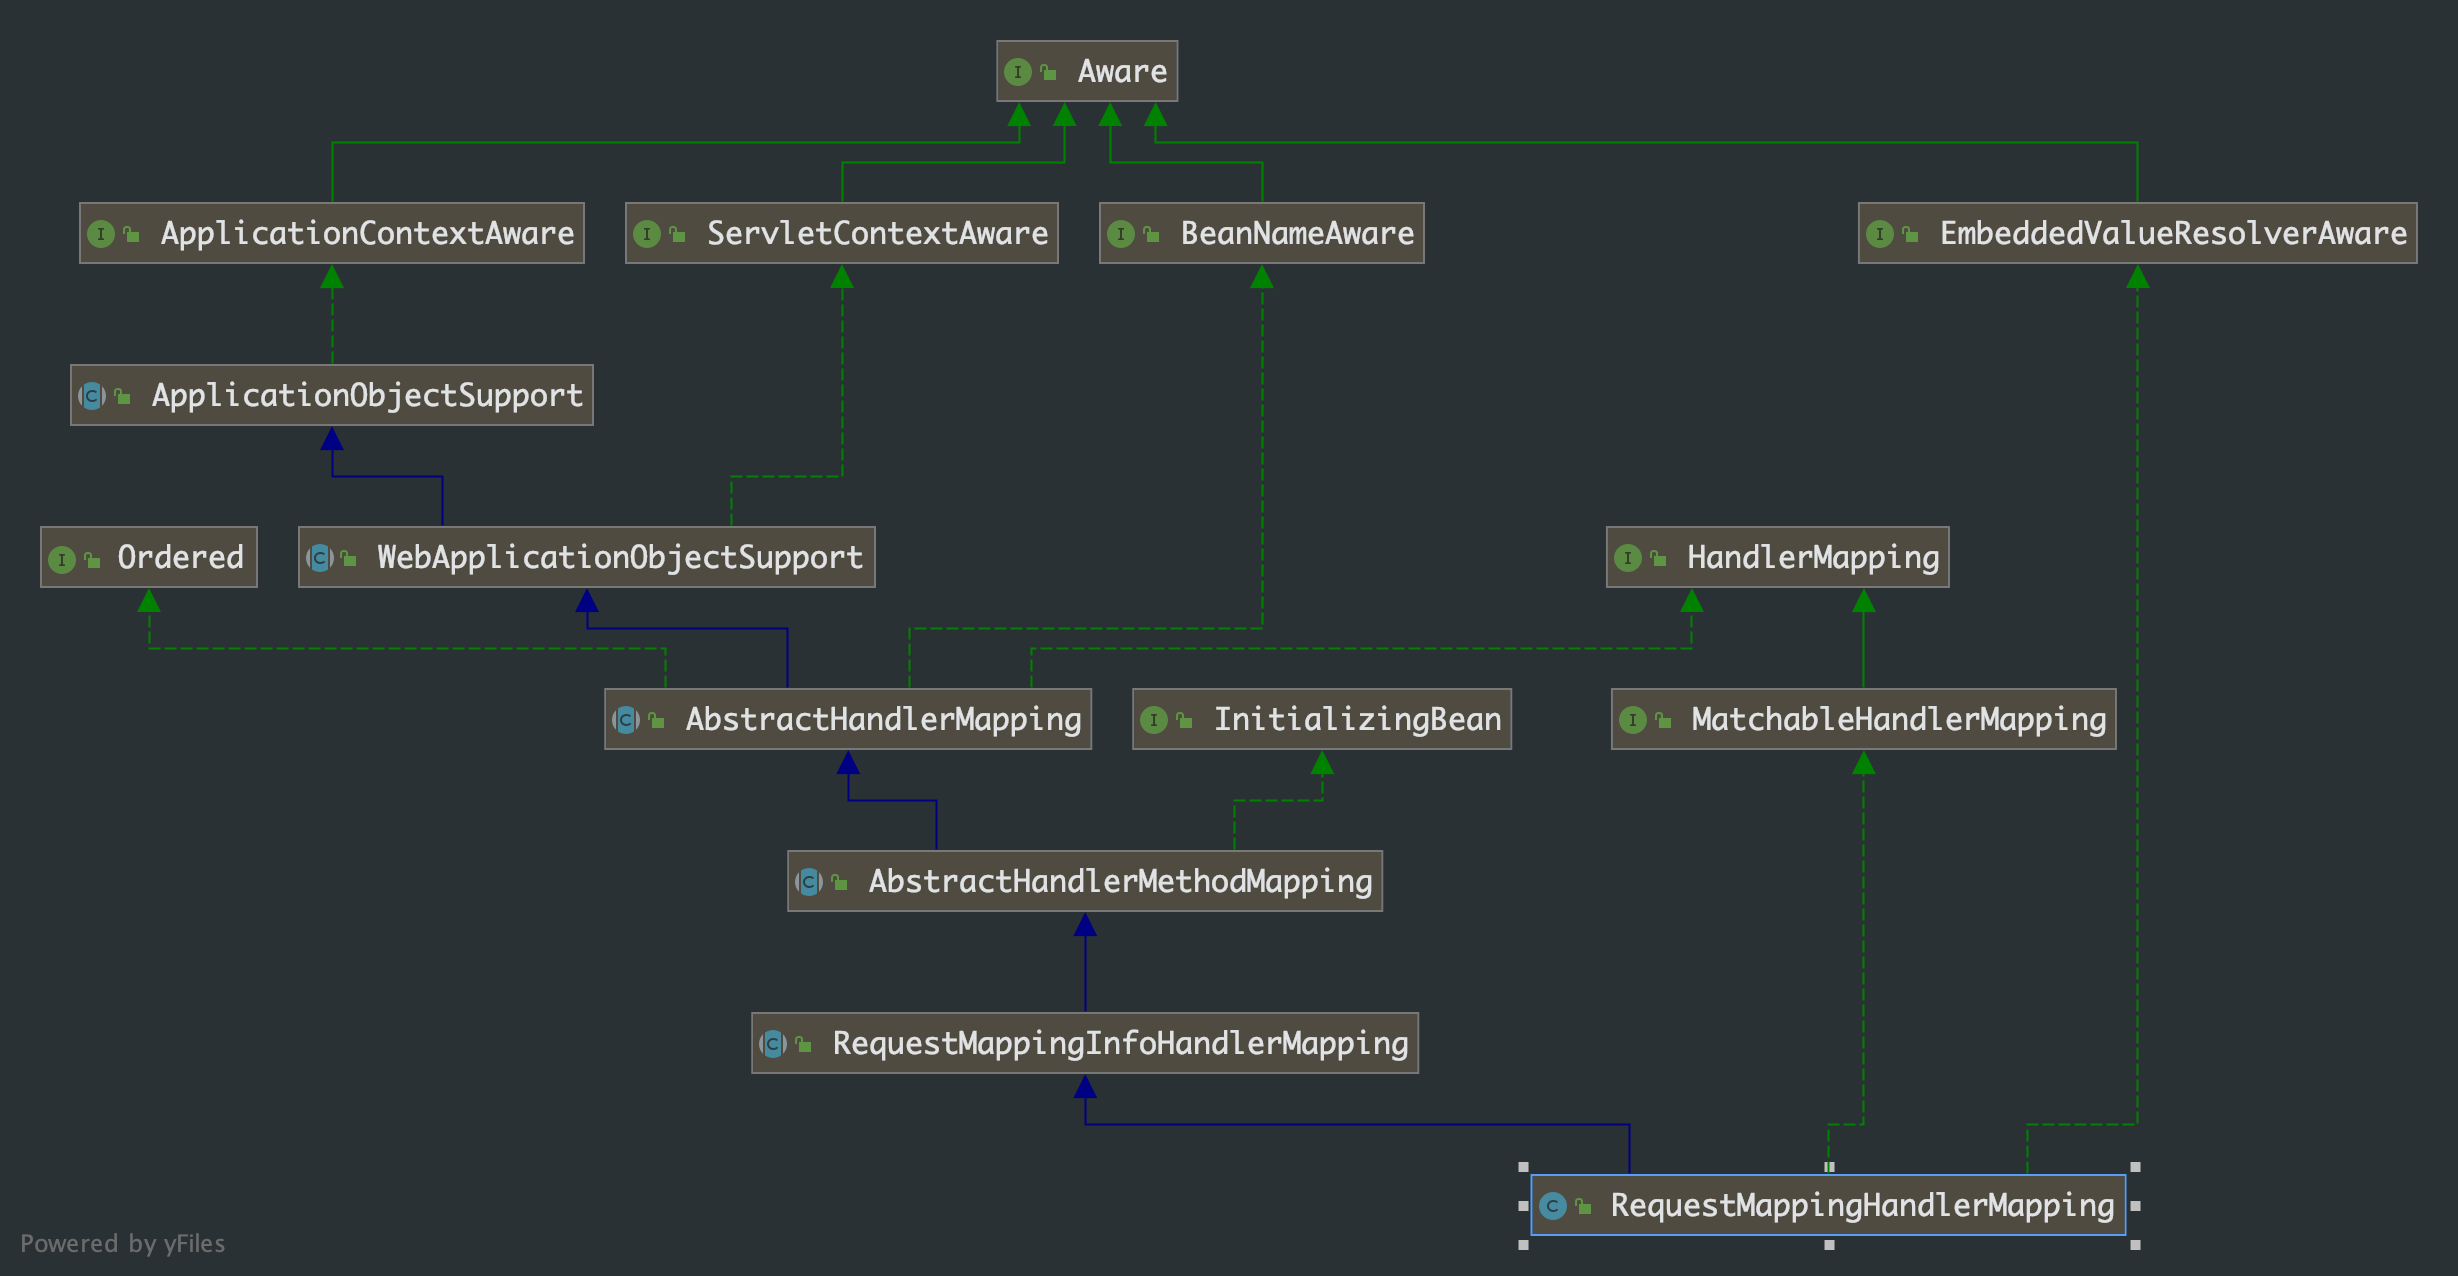 Aware
ApplicationContextAware
ServletContextAware
BeanNameAware
EmbeddedValueResolverAware
ApplicationObjectSupport
Ordered
WebApplicationObjectSupport
HandlerMapping
AbstractHandlerMapping
InitializingBean
MatchableHandlerMapping
AbstractHandlerMethodMapping
RequestMappingInfoHandlerMapping
RequestMappingHandlerMapping
Powered by yFiles